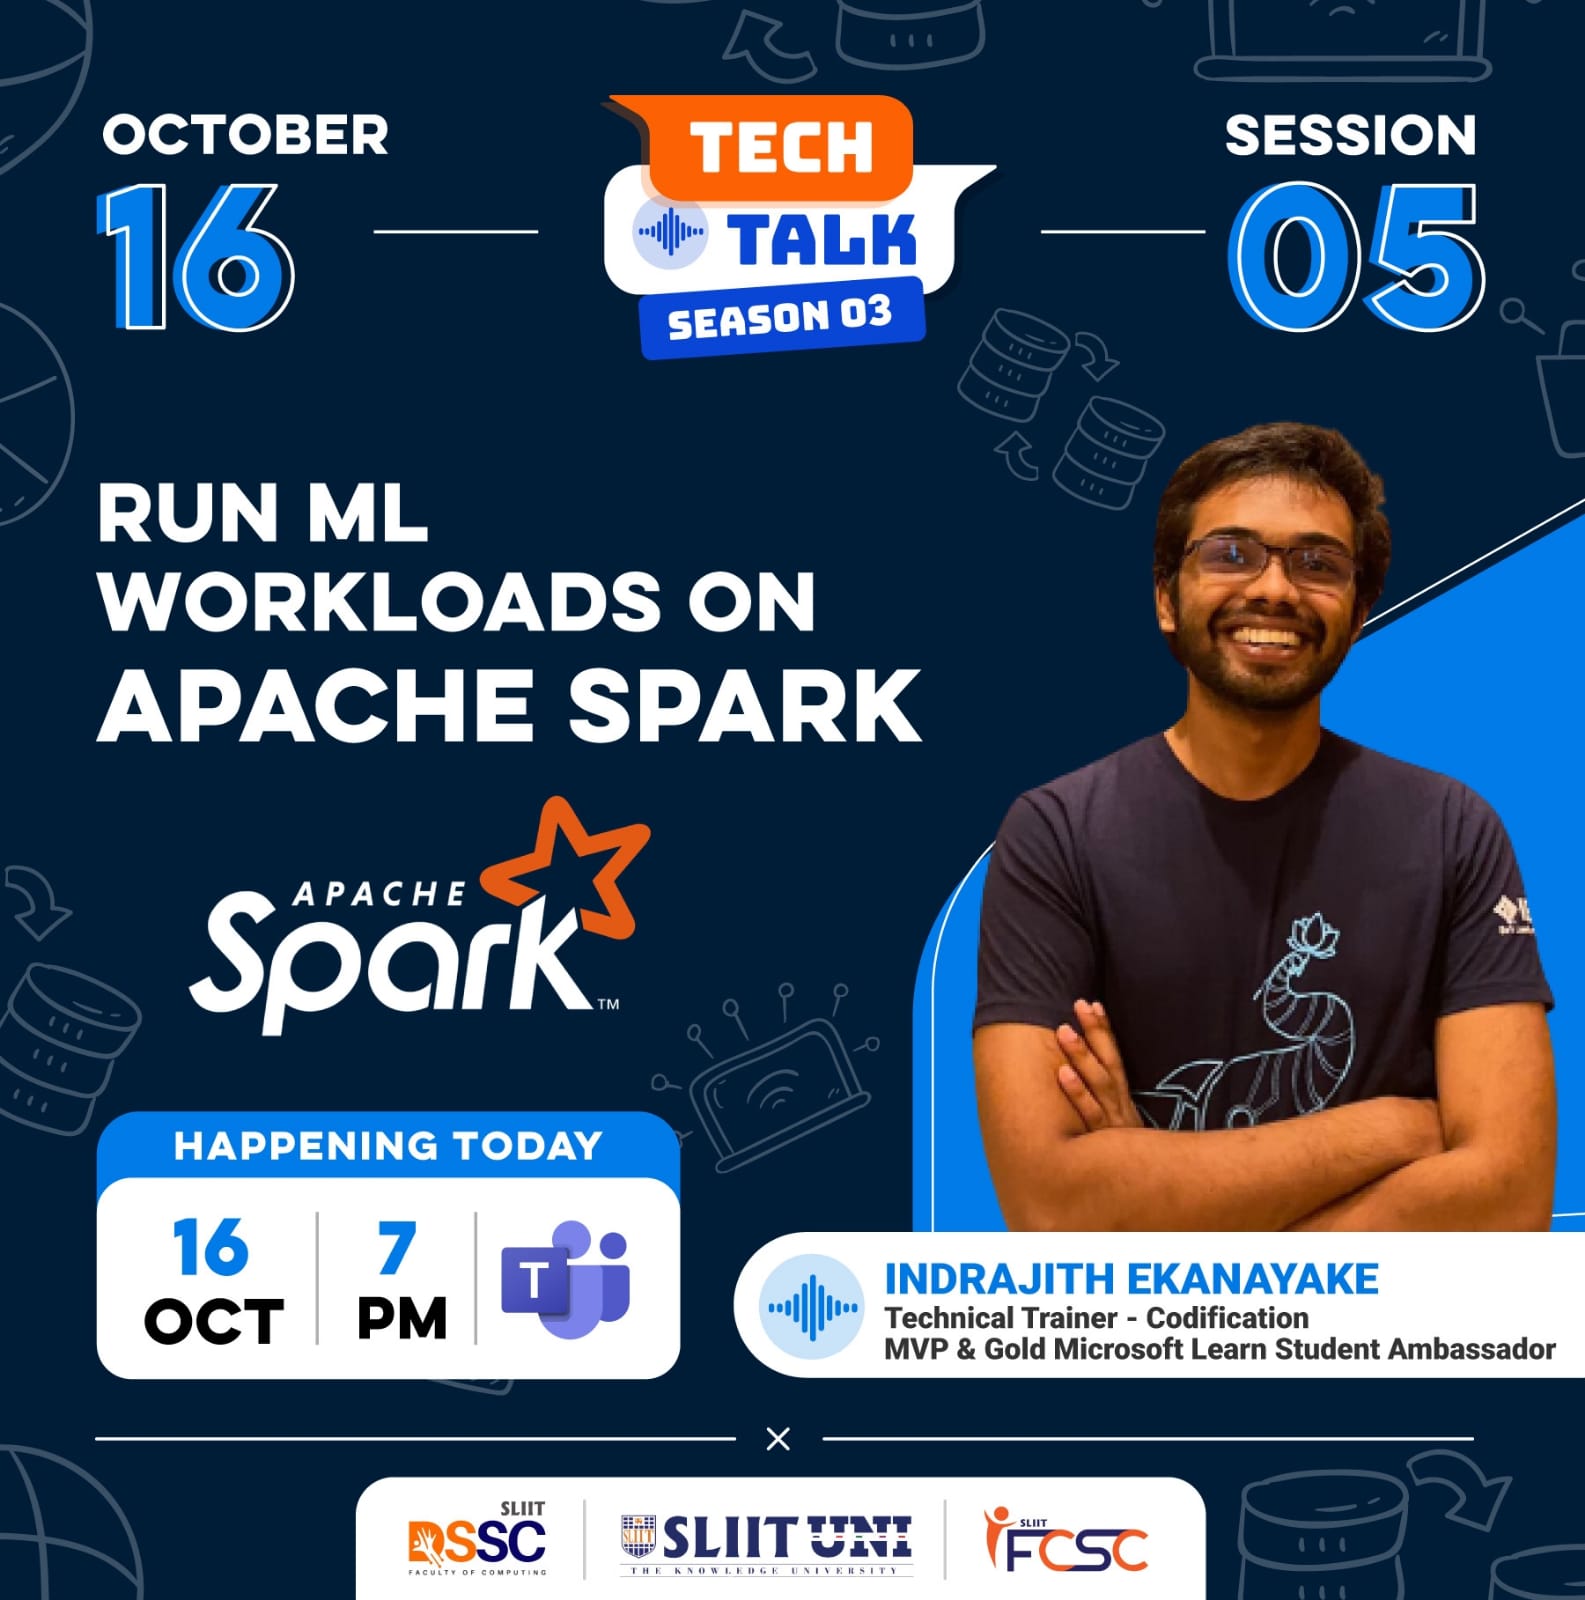 OCTOBER
16
TECH
TALK
SEASON 03
SESSION
05
RUN ML
WORKLOADS ON
APACHE SPARK
APACHE
Spark
TM
HAPPENING TODAY
16
OCT
7
PM
T
INDRAJITH EKANAYAKE
Technical Trainer - Codification
MVP & Gold Microsoft Learn Student Ambassador
SLIIT
DSSC
FACULTY OF COMPUTING
SLIIT
SLIIT UNI
THE KNOWLEDGE UNIVERSITY
SLIIT
FCSC